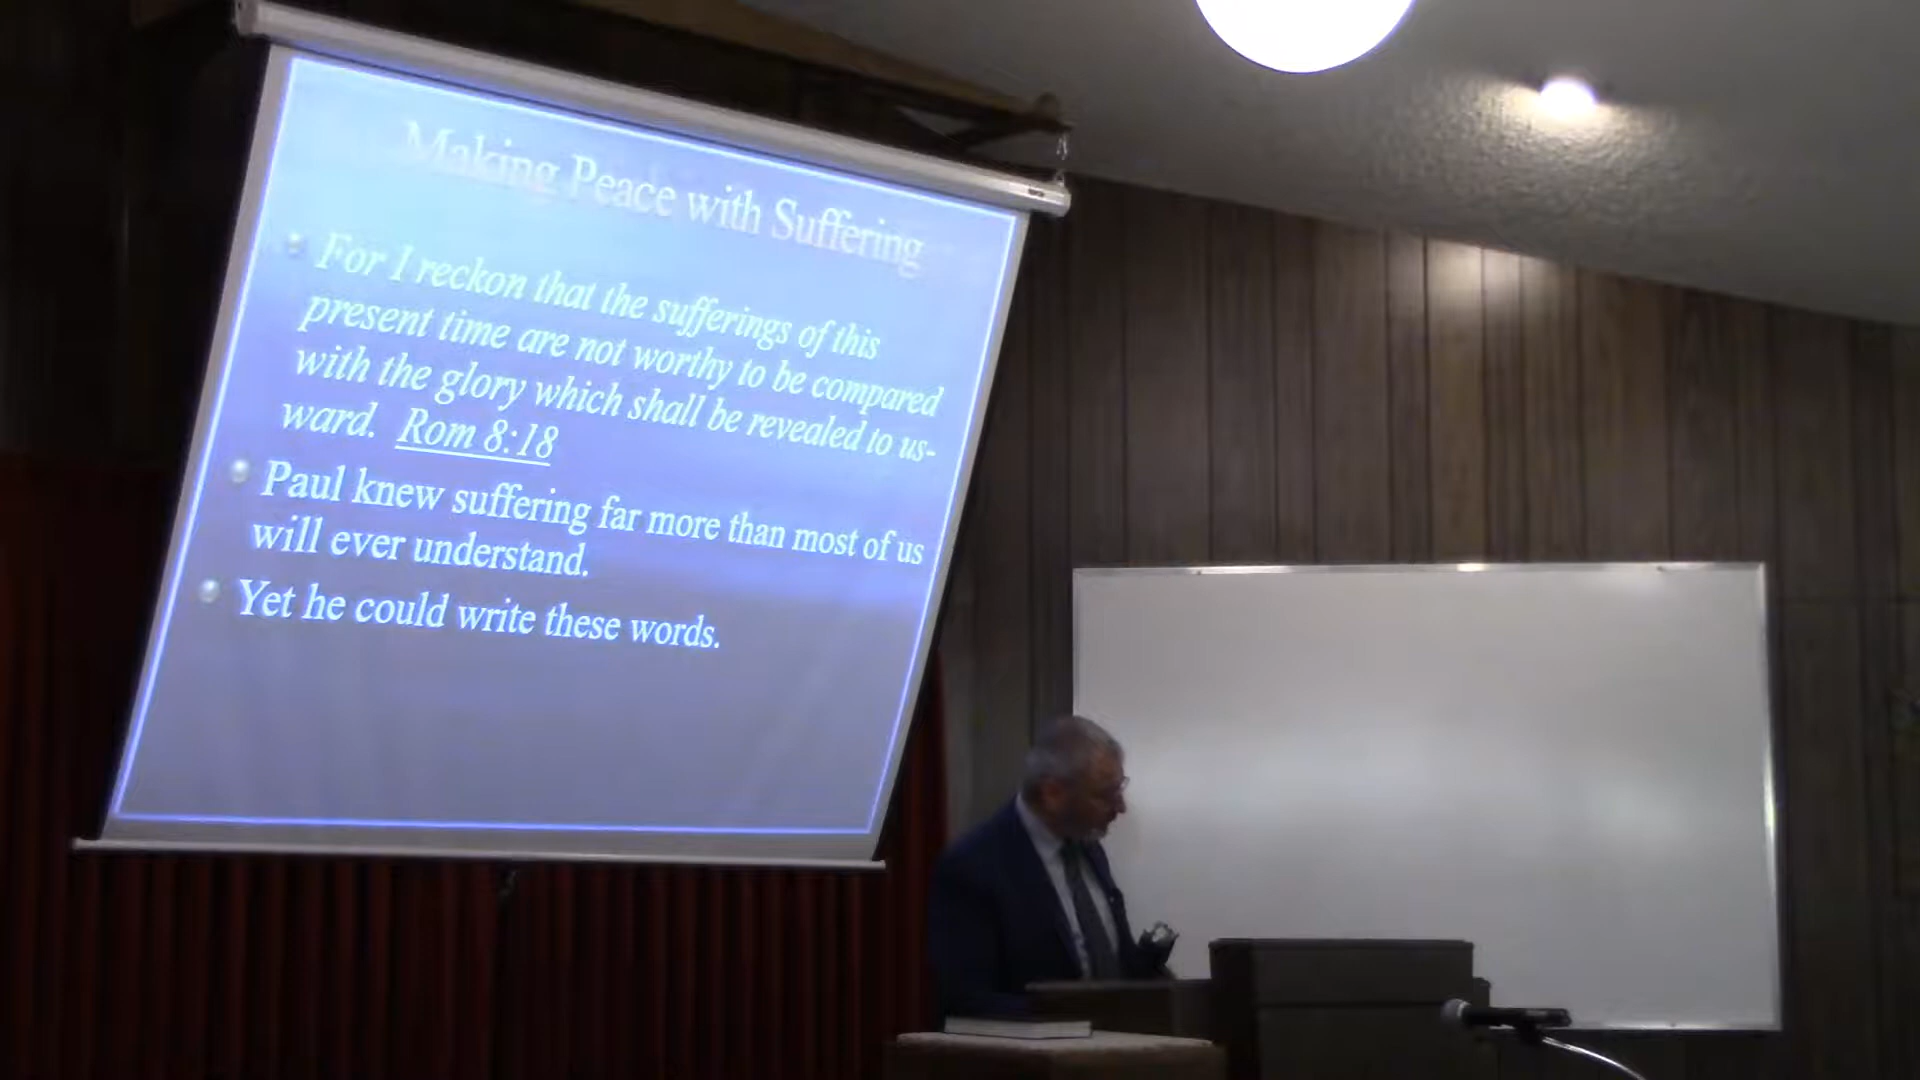 Making Peace with Suffering
For I reckon that the sufferings of this
present time are not worthy to be compared
with the glory which shall be revealed to us-
ward. Rom 8:18
Paul knew suffering far more than most of us
will ever understand.
Yet he could write these words.